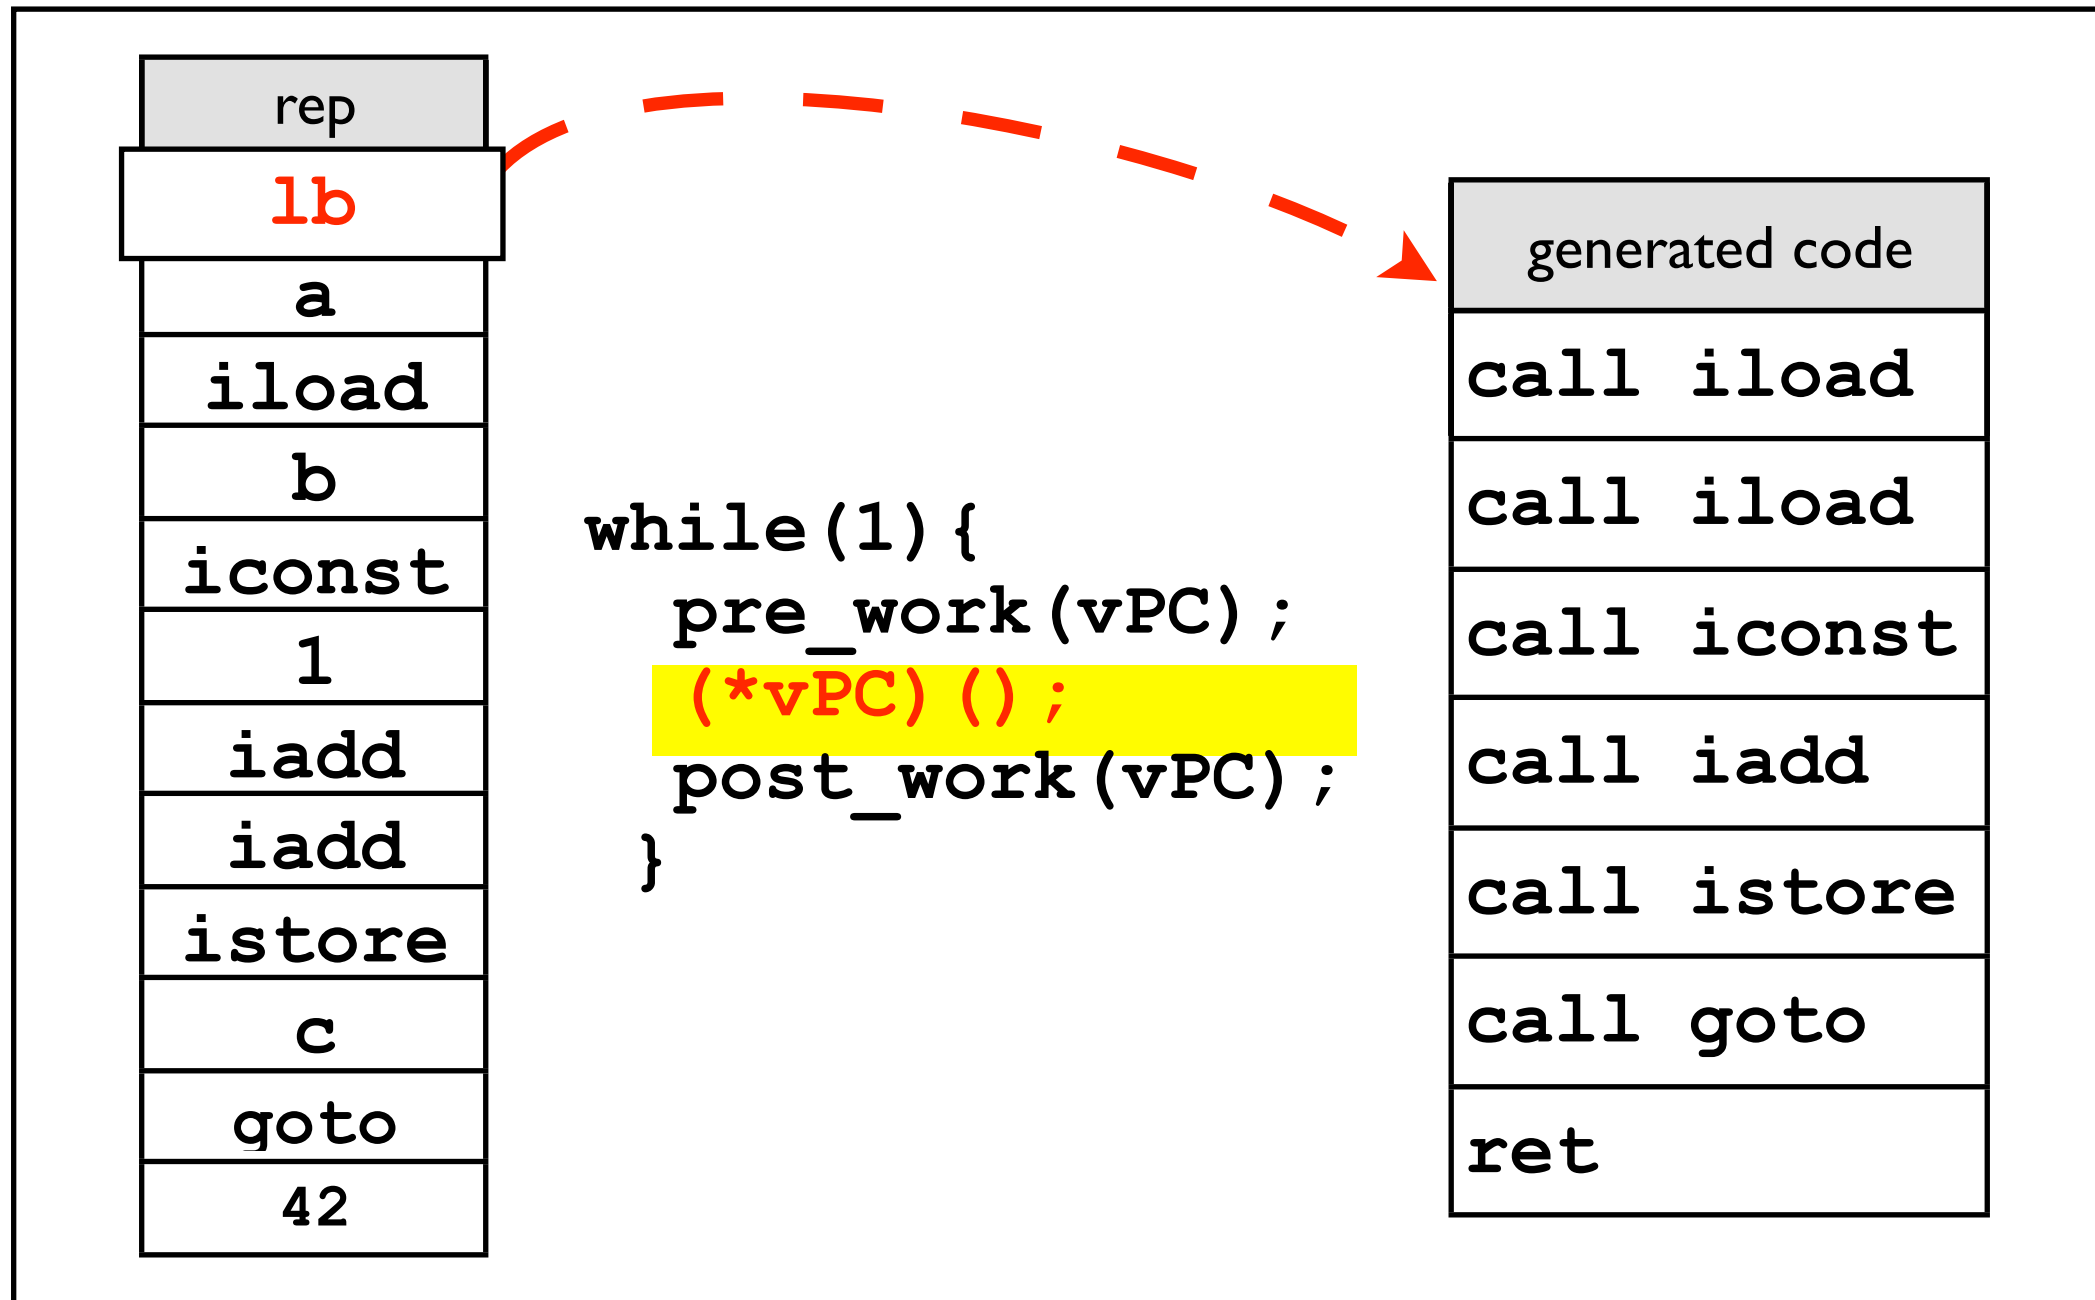 rep
lb
a
iload
b
iconst
1
iadd
iadd
istore
c
goto
42
while(1){
pre_work(vPC);
(*vPC)();
post_work(vPC);
}
generated code
call iload
call iload
call iconst
call iadd
call istore
call goto
ret